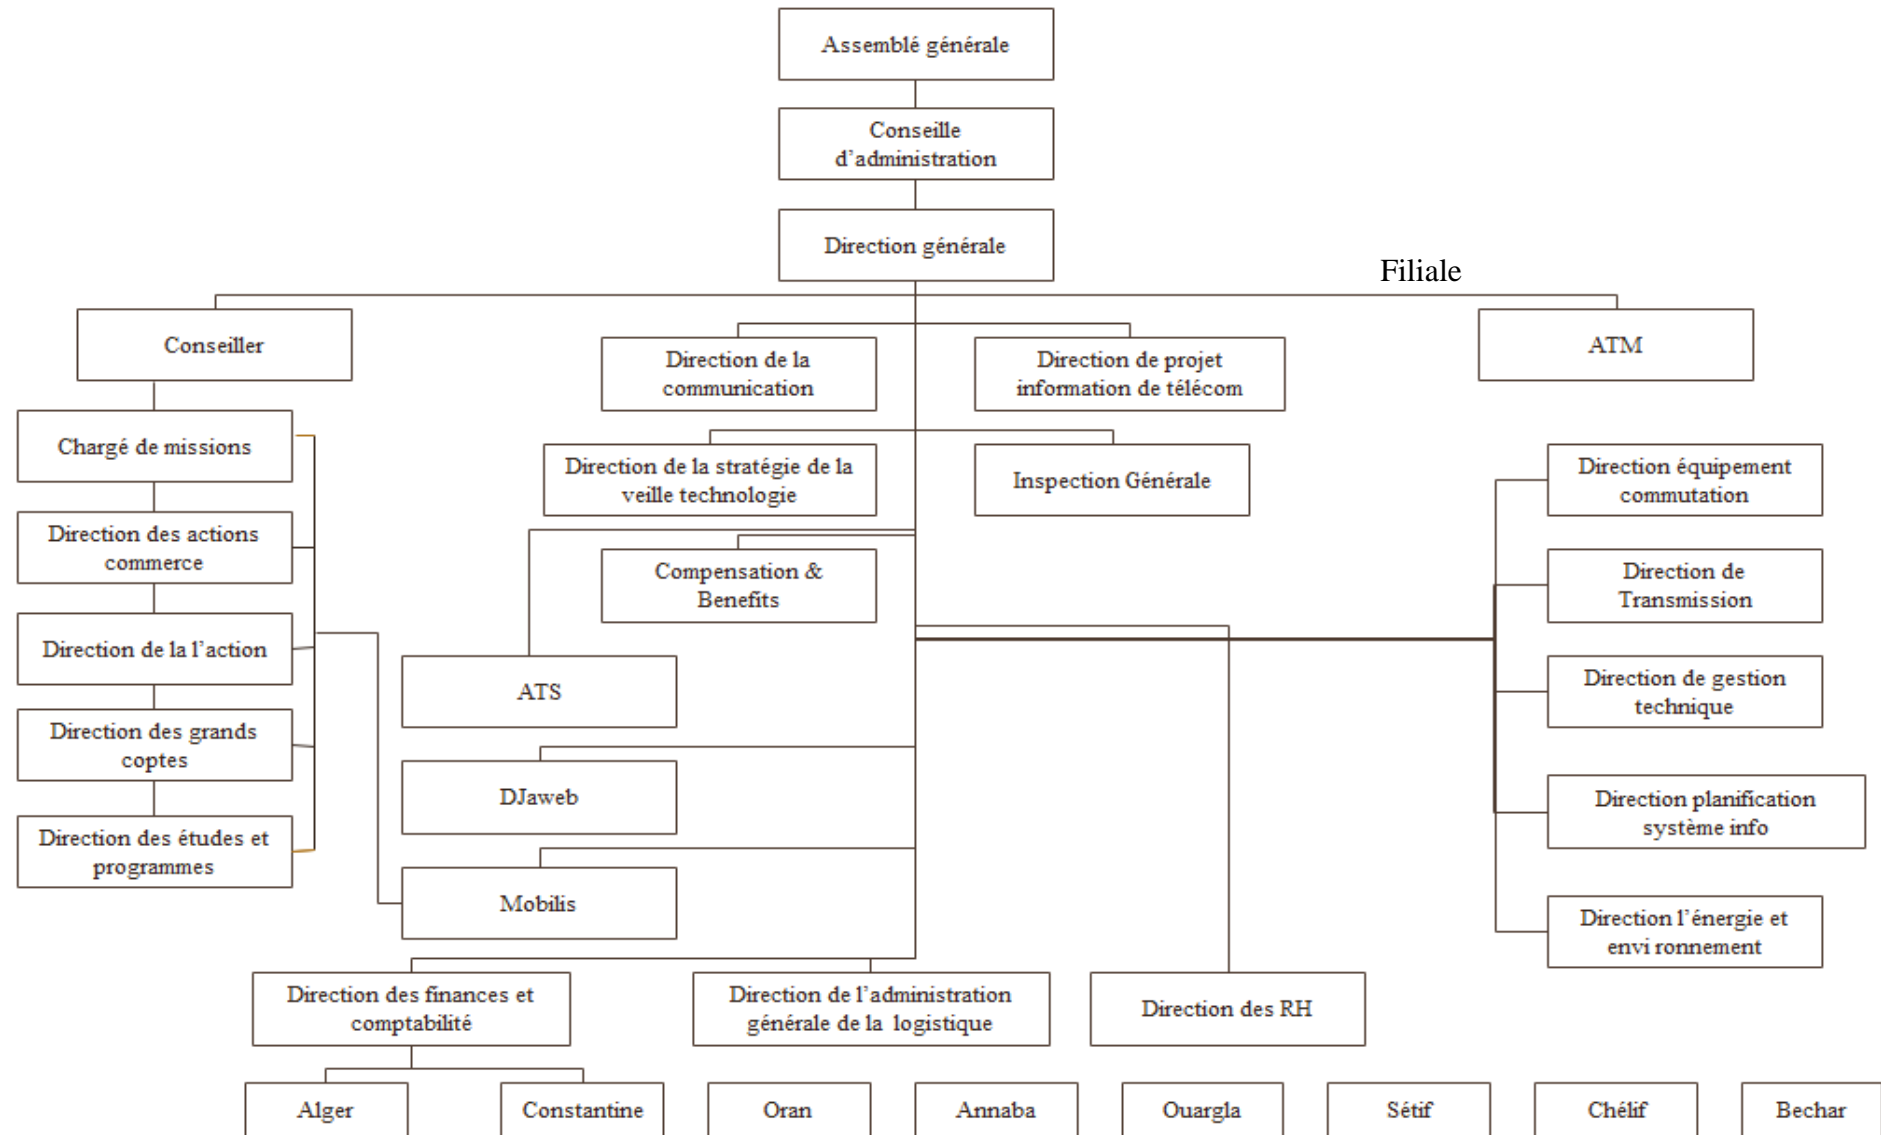 Assemblé générale
Conseille
d’administration
Direction générale
Filiale
Conseiller
Direction de la
communication
Direction de projet
information de télécom
ATM
Chargé de missions
Direction de la stratégie de la
veille technologie
Inspection Générale
Direction équipement
commutation
Direction des actions
commerce
Compensation &
Benefits
Direction de
Transmission
Direction de la l’action
ATS
Direction de gestion
technique
Direction des grands
coptes
DJaweb
Direction planification
système info
Direction des études et
programmes
Mobilis
Direction l’énergie et
envi ronnement
Direction des finances et
comptabilité
Direction de l’administration
générale de la logistique
Direction des RH
Alger
Constantine
Oran
Annaba
Ouargla
Sétif
Chélif
Bechar